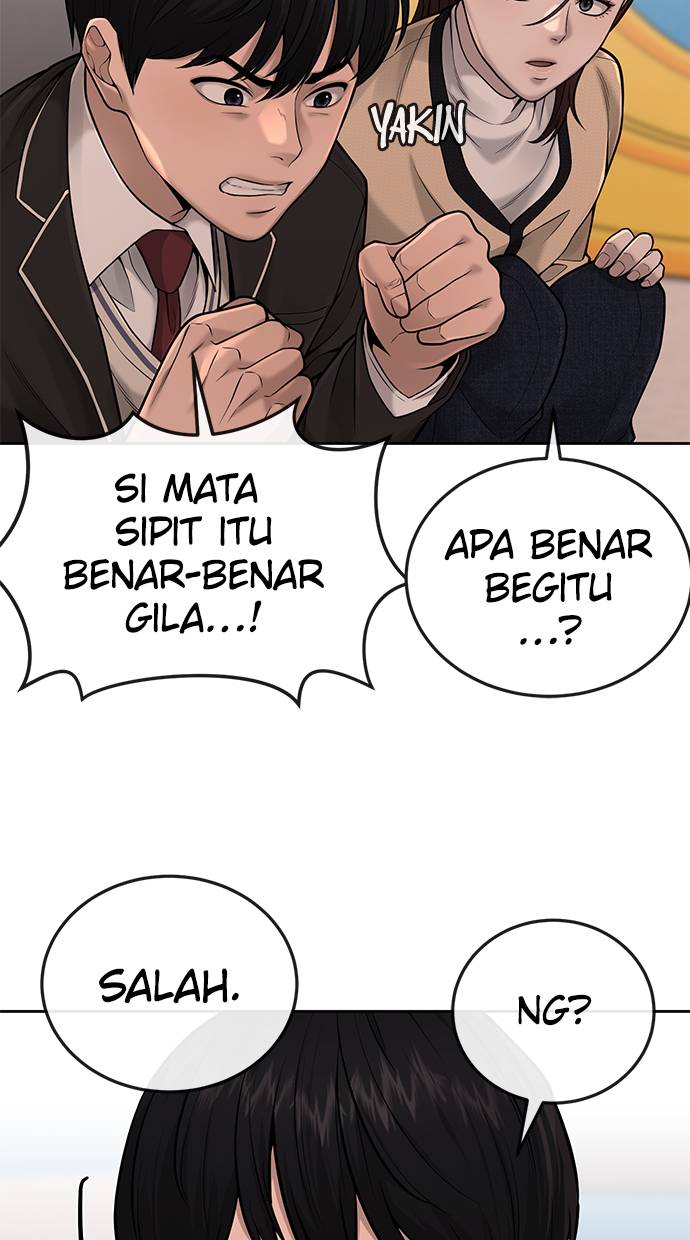 YAKIN
SI MATA
SIPIT ITU
BENAR-BENAR
GILA...!
APA BENAR
BEGITU
...?
SALAH.
NG?